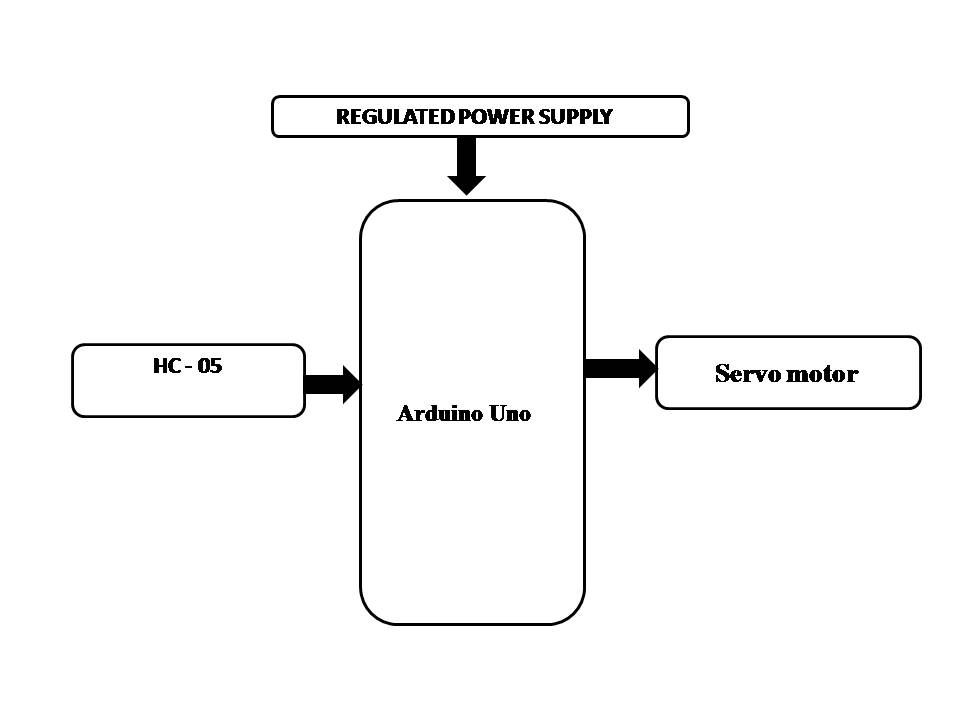 REGULATED POWER SUPPLY
HC - 05
Servo motor
Arduino Uno